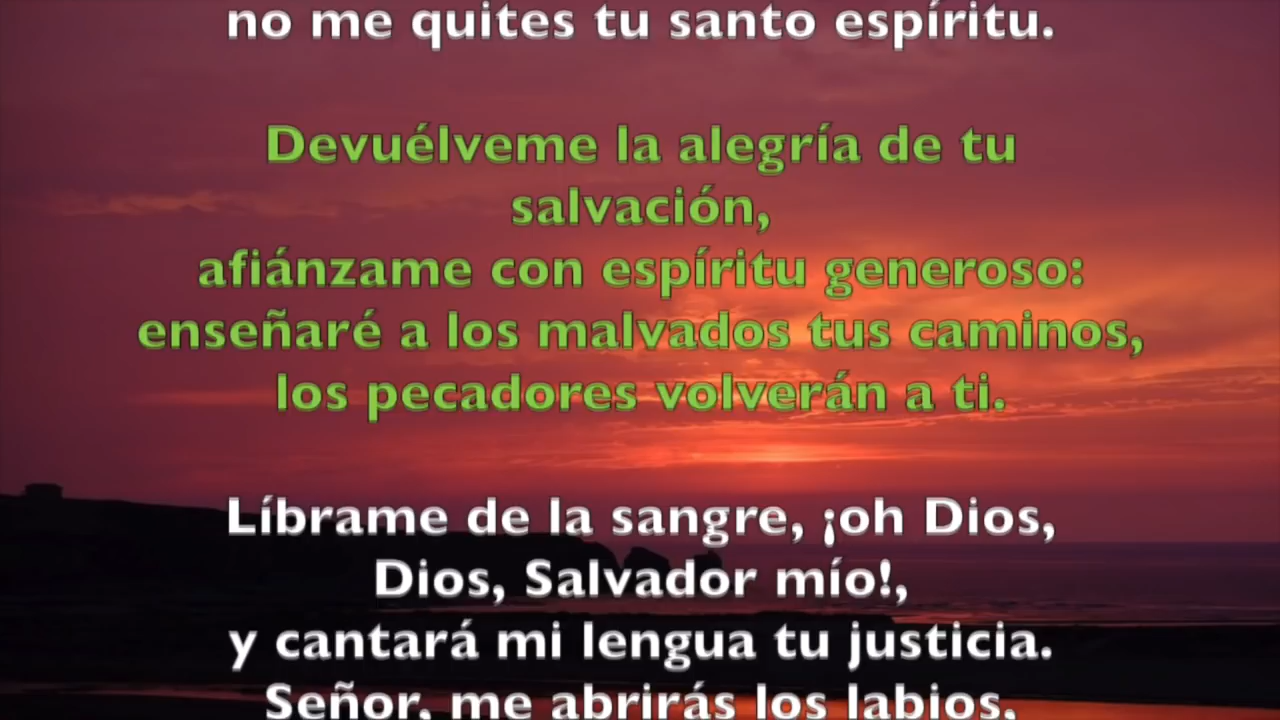 no me quites tu santo espíritu.
Devuélveme la alegría de tu
salvación,
afiánzame con espíritu generoso:
enseñaré a los malvados tus caminos,
los pecadores volverán a ti.
Líbrame de la sangre, ¡oh Dios,
Dios, Salvador mío!,
y cantará mi lengua tu justicia.
Señor, me abrirás los labios,